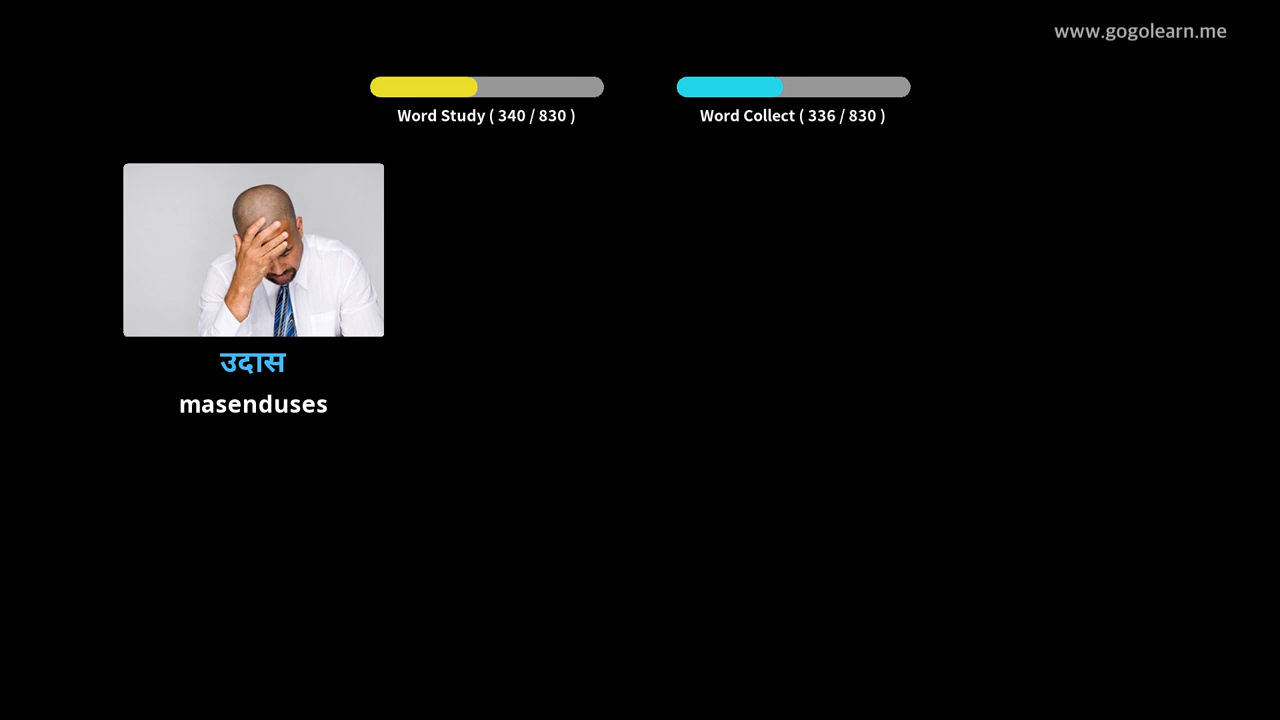 www.gogolearn.me
Word Study ( 340 / 830 )
Word Collect ( 336 / 830 )
उदास
masenduses